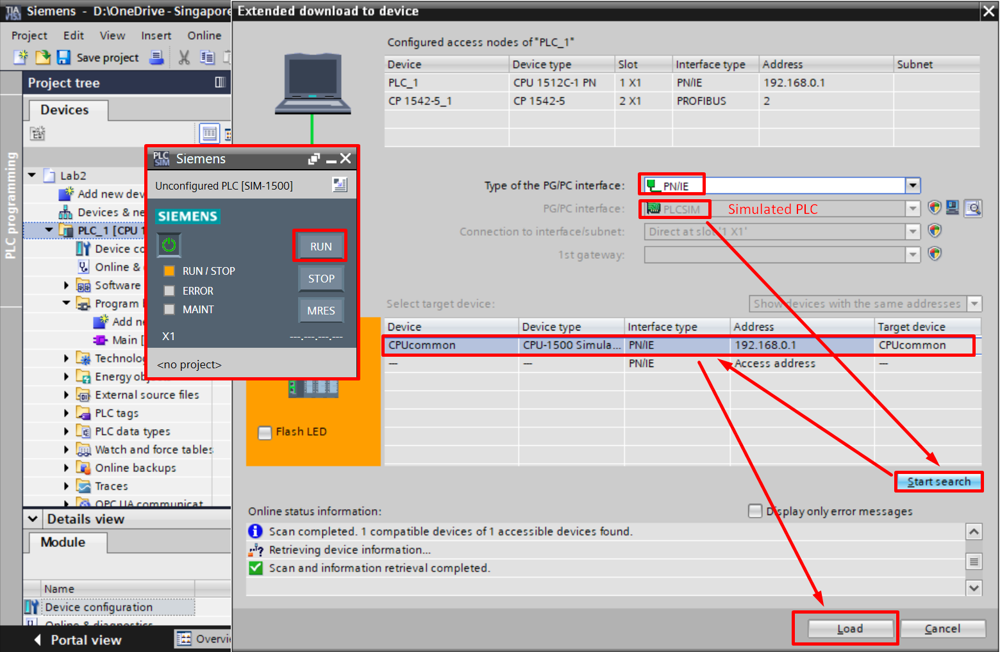 Siemens - D:\OneDrive - Singapore
Extended download to device
Project Edit View Insert Online
Save project
Project tree
Devices
PLC programming
Lab2
Add new dev
Devices & ne
PLC_1 [CPU 1
Device co
Online &
Software
Program
Add ne
Main [
Technolog
Energy obj
External source files
PLC tags
PLC data types
Watch and force tables
Online backups
Traces
OPC UA communicat
Details view
Module
Name
Device configuration
Online & diagnostics
Portal view
Overvi
PLC SIM Siemens
Unconfigured PLC [SIM-1500]
SIEMENS
RUN
RUN / STOP
STOP
ERROR
MAINT
MRES
X1 ---.---.---.---
<no project>
Configured access nodes of "PLC_1"
Device Device type Slot Interface type Address Subnet
PLC_1 CPU 1512C-1 PN 1 X1 PN/IE 192.168.0.1
CP 1542-5_1 CP 1542-5 2 X1 PROFIBUS 2
Type of the PG/PC interface: PN/IE
PG/PC interface: PLCSIM Simulated PLC
Connection to interface/subnet: Direct at slot '1 X1'
1st gateway:
Select target device: Show devices with the same addresses
Device Device type Interface type Address Target device
CPUcommon CPU-1500 Simula... PN/IE 192.168.0.1 CPUcommon
--- --- PN/IE Access address ---
Flash LED
Start search
Online status information: Display only error messages
Scan completed. 1 compatible devices of 1 accessible devices found.
Retrieving device information...
Scan and information retrieval completed.
Load Cancel